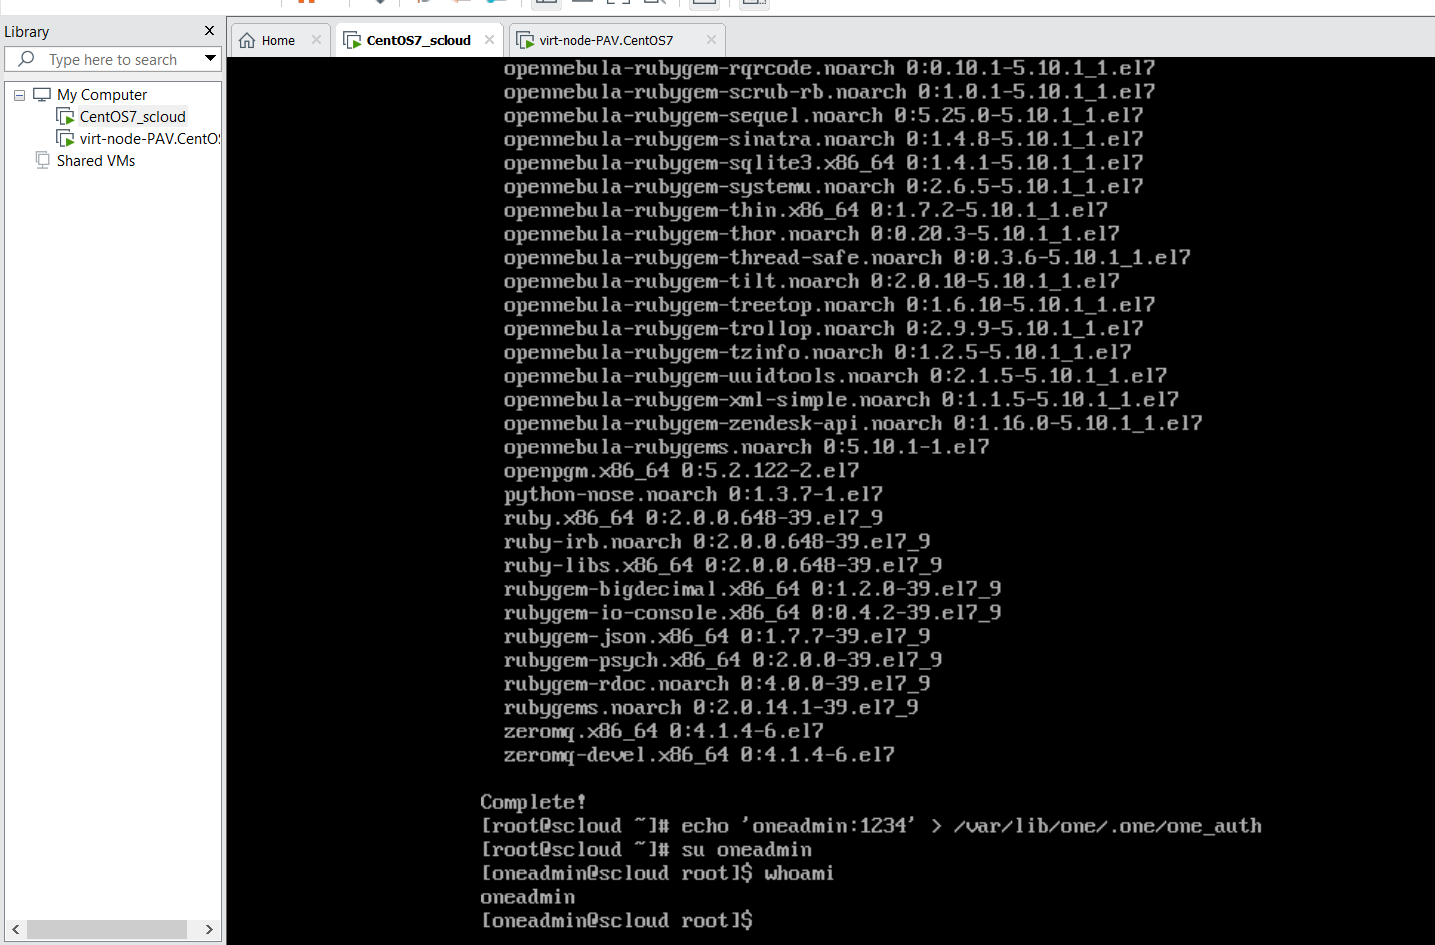 Library
Type here to search
My Computer
CentOS7_scloud
virt-node-PAV.CentOS
Shared VMs
Home
CentOS7_scloud
virt-node-PAV.CentOS7
opennebula-rubygem-rqrcode.noarch 0:0.10.1-5.10.1_1.el7
opennebula-rubygem-scrub-rb.noarch 0:1.0.1-5.10.1_1.el7
opennebula-rubygem-sequel.noarch 0:5.25.0-5.10.1_1.el7
opennebula-rubygem-sinatra.noarch 0:1.4.8-5.10.1_1.el7
opennebula-rubygem-sqlite3.x86_64 0:1.4.1-5.10.1_1.el7
opennebula-rubygem-systemu.noarch 0:2.6.5-5.10.1_1.el7
opennebula-rubygem-thin.x86_64 0:1.7.2-5.10.1_1.el7
opennebula-rubygem-thor.noarch 0:0.20.3-5.10.1_1.el7
opennebula-rubygem-thread-safe.noarch 0:0.3.6-5.10.1_1.el7
opennebula-rubygem-tilt.noarch 0:2.0.10-5.10.1_1.el7
opennebula-rubygem-treetop.noarch 0:1.6.10-5.10.1_1.el7
opennebula-rubygem-trollop.noarch 0:2.9.9-5.10.1_1.el7
opennebula-rubygem-tzinfo.noarch 0:1.2.5-5.10.1_1.el7
opennebula-rubygem-uuidtools.noarch 0:2.1.5-5.10.1_1.el7
opennebula-rubygem-xml-simple.noarch 0:1.1.5-5.10.1_1.el7
opennebula-rubygem-zendesk-api.noarch 0:1.16.0-5.10.1_1.el7
opennebula-rubygems.noarch 0:5.10.1-1.el7
openpgm.x86_64 0:5.2.122-2.el7
python-nose.noarch 0:1.3.7-1.el7
ruby.x86_64 0:2.0.0.648-39.el7_9
ruby-irb.noarch 0:2.0.0.648-39.el7_9
ruby-libs.x86_64 0:2.0.0.648-39.el7_9
rubygem-bigdecimal.x86_64 0:1.2.0-39.el7_9
rubygem-io-console.x86_64 0:0.4.2-39.el7_9
rubygem-json.x86_64 0:1.7.7-39.el7_9
rubygem-psych.x86_64 0:2.0.0-39.el7_9
rubygem-rdoc.noarch 0:4.0.0-39.el7_9
rubygems.noarch 0:2.0.14.1-39.el7_9
zeromq.x86_64 0:4.1.4-6.el7
zeromq-devel.x86_64 0:4.1.4-6.el7
Complete!
[root@scloud ~]# echo 'oneadmin:1234' > /var/lib/one/.one/one_auth
[root@scloud ~]# su oneadmin
[oneadmin@scloud root]$ whoami
oneadmin
[oneadmin@scloud root]$